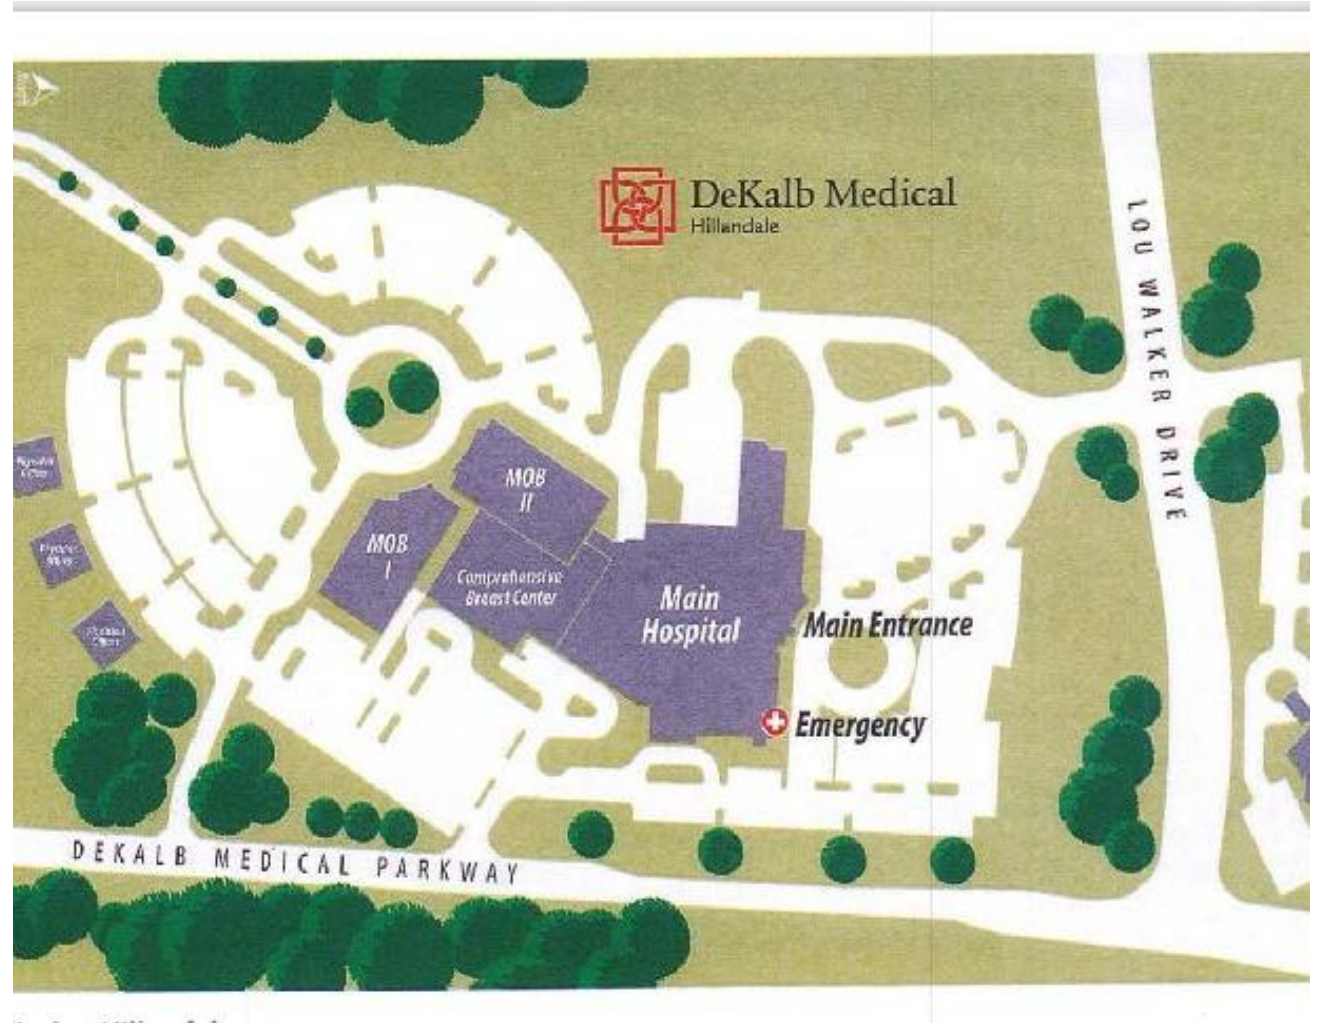 DeKalb Medical
Hillandale
LOU WALKER DRIVE
MOB
II
MOB
I
Comprehensive
Breast Center
Main
Hospital
Main Entrance
Emergency
DEKALB MEDICAL PARKWAY